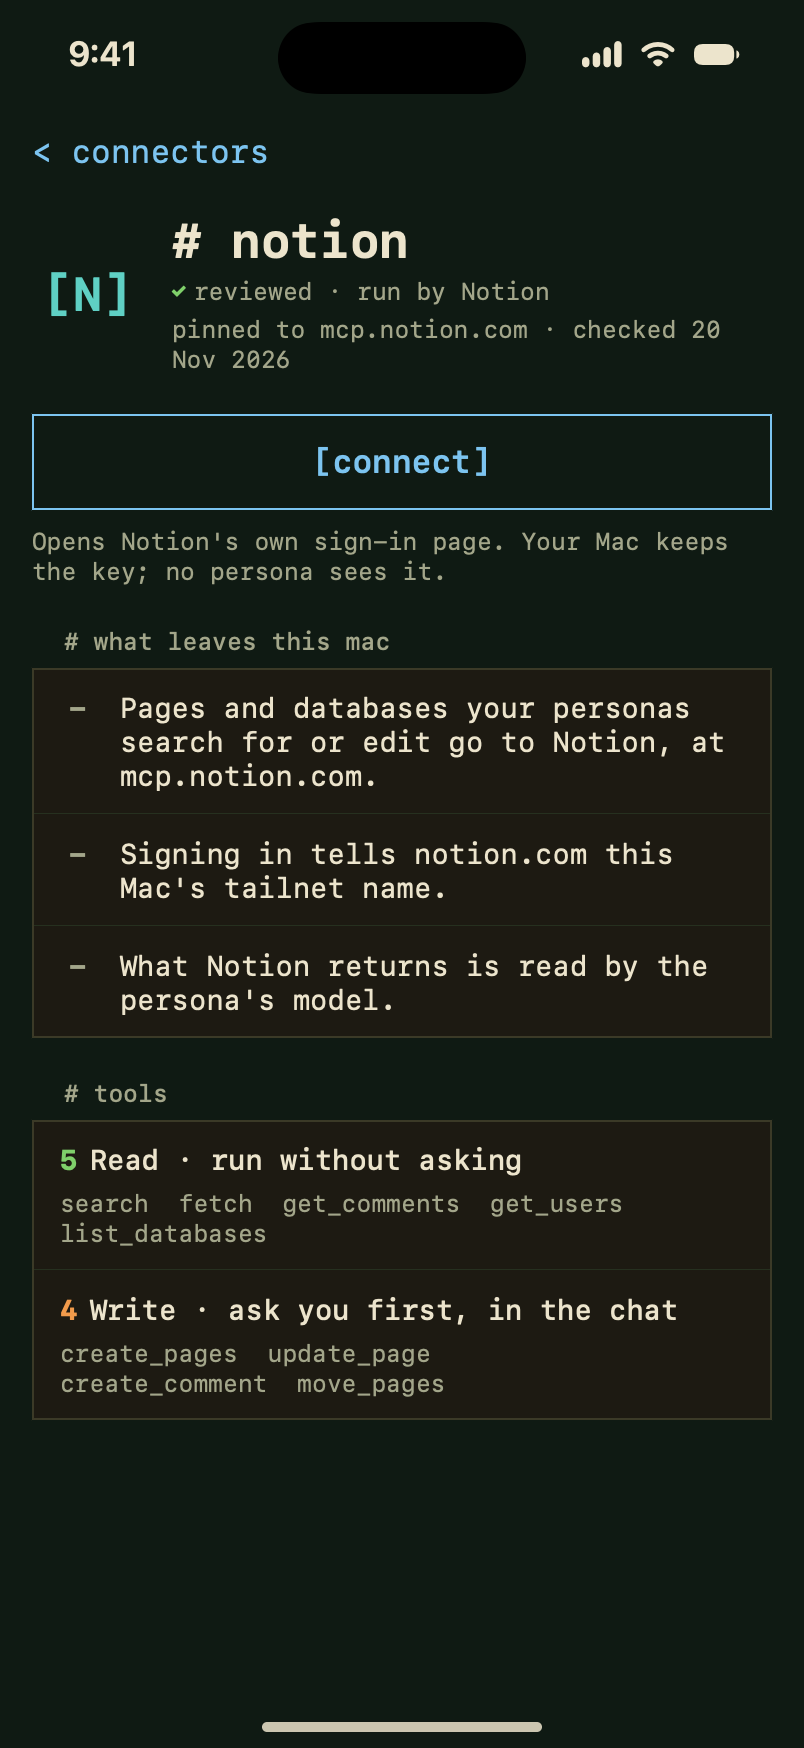 9:41
< connectors
# notion
[N]
✓ reviewed · run by Notion
pinned to mcp.notion.com · checked 20
Nov 2026
[connect]
Opens Notion's own sign-in page. Your Mac keeps
the key; no persona sees it.
# what leaves this mac
– Pages and databases your personas
search for or edit go to Notion, at
mcp.notion.com.
– Signing in tells notion.com this
Mac's tailnet name.
– What Notion returns is read by the
persona's model.
# tools
5 Read · run without asking
search fetch get_comments get_users
list_databases
4 Write · ask you first, in the chat
create_pages update_page
create_comment move_pages